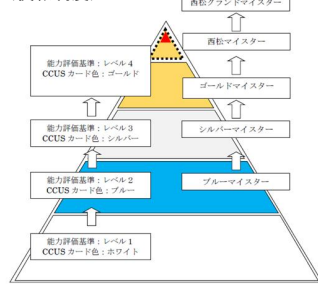 西松グランドマイスター
西松マイスター
能力評価基準:レベル4
CCUS カード色:ゴールド
ゴールドマイスター
能力評価基準:レベル3
CCUS カード色:シルバー
シルバーマイスター
能力評価基準:レベル2
CCUS カード色:ブルー
ブルーマイスター
能力評価基準:レベル1
CCUS カード色:ホワイト